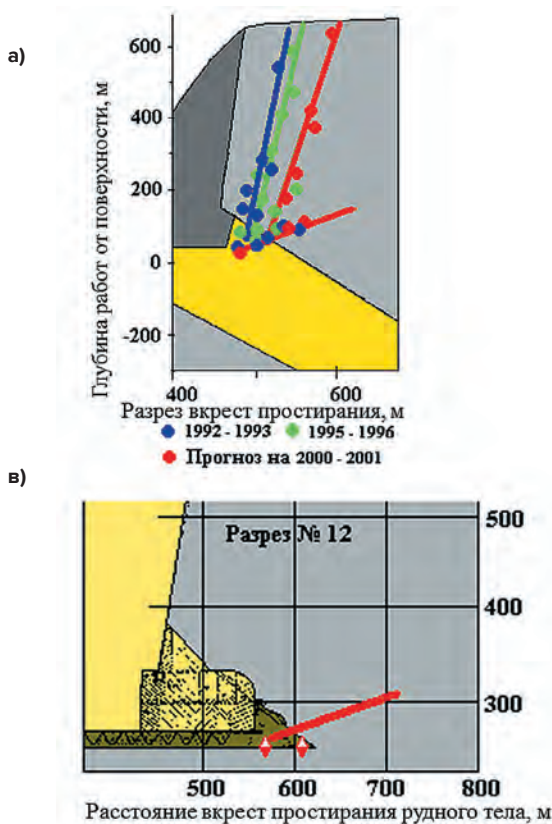 а)
Глубина работ от поверхности, м
600
400
200
0
-200
400
600
Разрез вкрест простирания, м
1992 - 1993
1995 - 1996
Прогноз на 2000 - 2001
в)
Разрез № 12
500
400
300
500
600
700
800
Расстояние вкрест простирания рудного тела, м